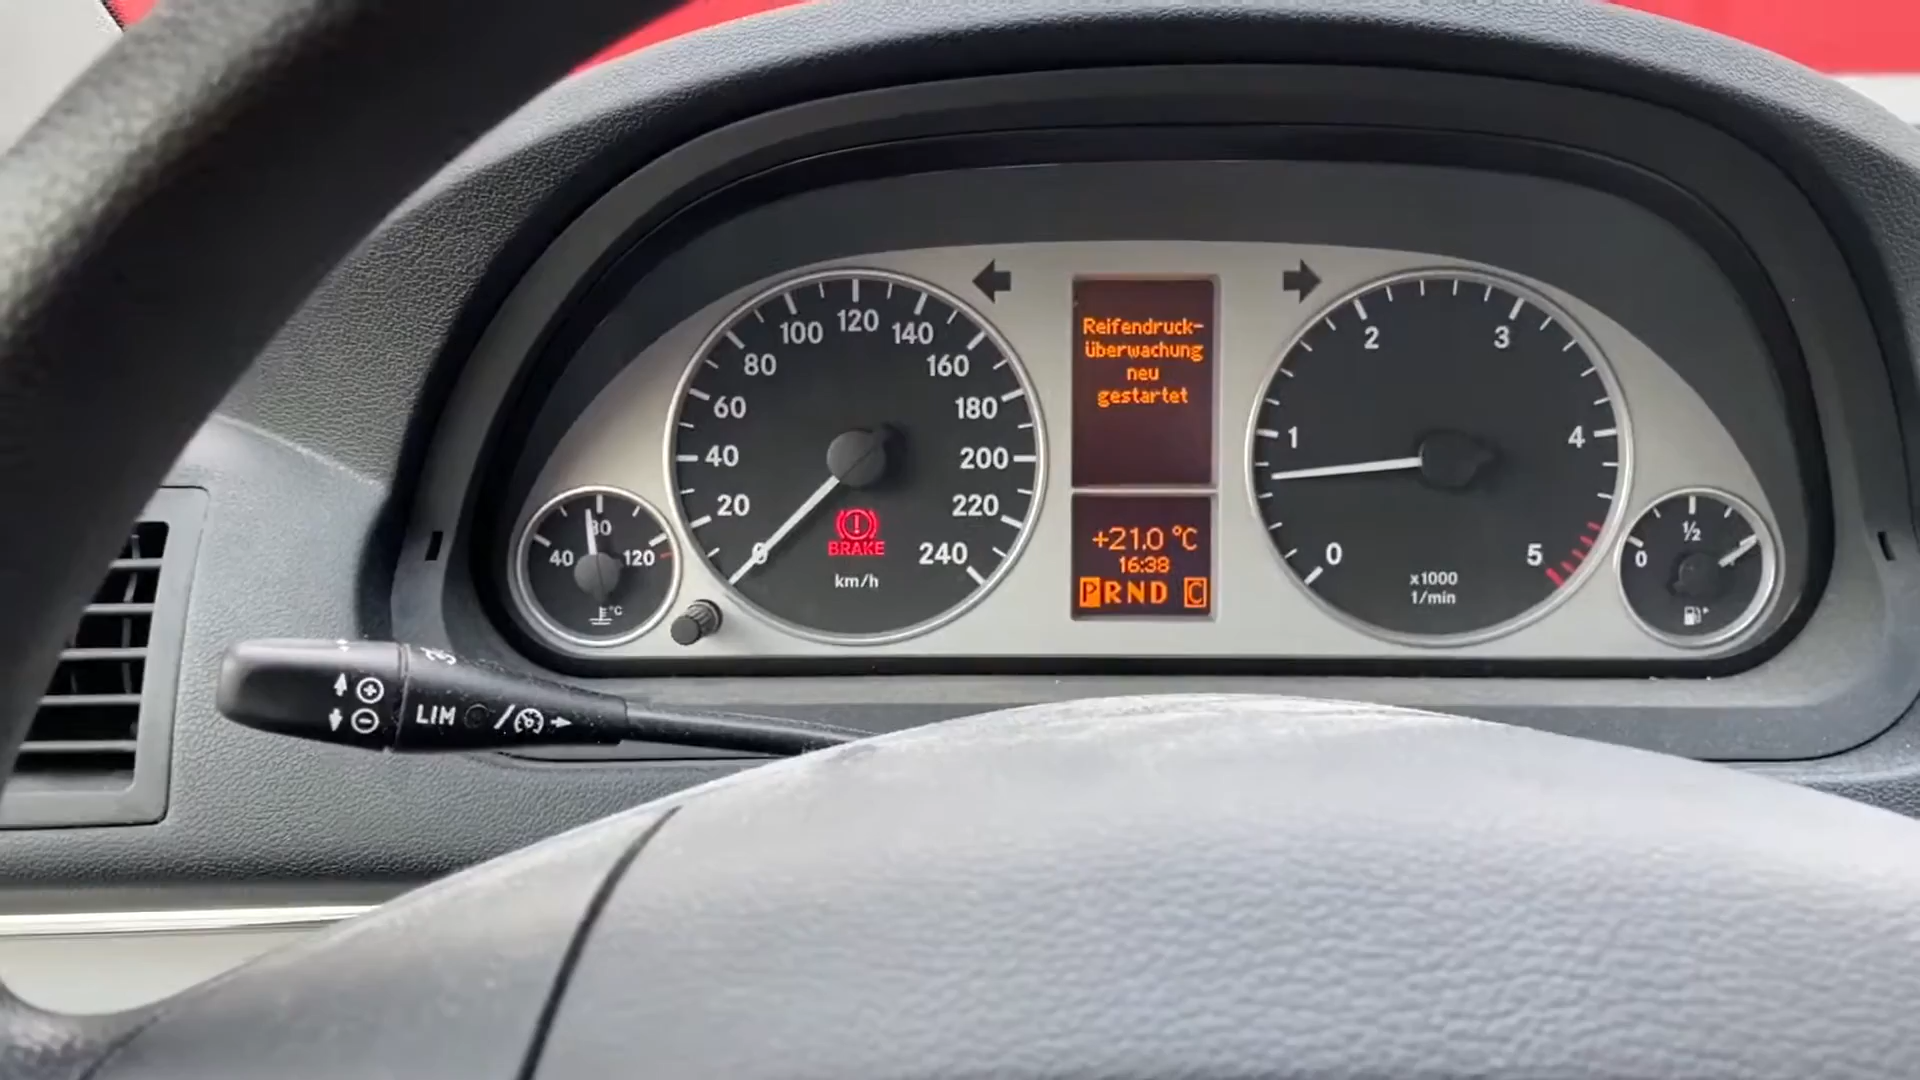 Reifendruck-
überwachung
neu
gestartet
+21.0 °C
16:38
PRND C
0
20
40
60
80
100
120
140
160
180
200
220
240
BRAKE
km/h
40
80
120
°C
0
1
2
3
4
5
x1000
1/min
0
½
LIM